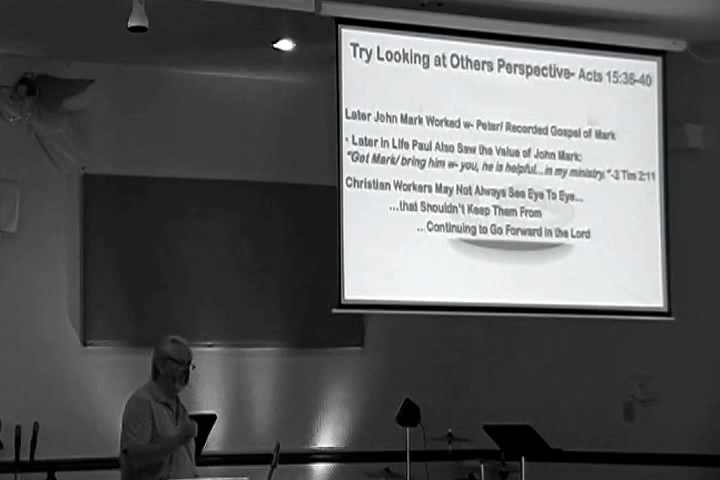 Try Looking at Others Perspective- Acts 15:36-40
Later John Mark Worked w- Peter/ Recorded Gospel of Mark
• Later in Life Paul Also Saw the Value of John Mark:
"Get Mark/ bring him w- you, he is helpful...in my ministry."-2 Tim 2:11
Christian Workers May Not Always See Eye To Eye...
...that Shouldn't Keep Them From
...Continuing to Go Forward in the Lord